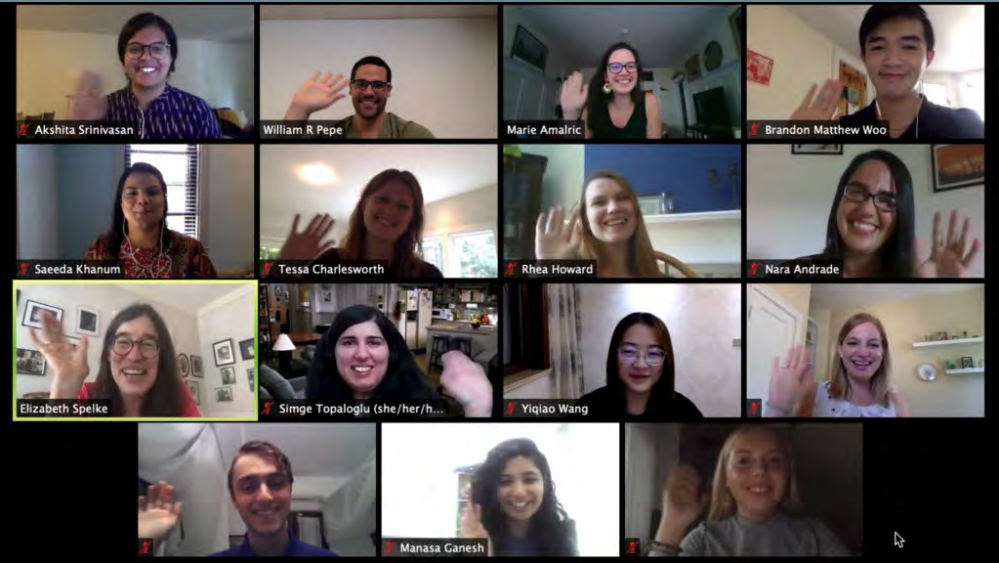 Akshita Srinivasan
William R Pepe
Marie Amalric
Brandon Matthew Woo
Saeeda Khanum
Tessa Charlesworth
Rhea Howard
Nara Andrade
Elizabeth Spelke
Simge Topaloglu (she/her/h...
Yiqiao Wang
Manasa Ganesh